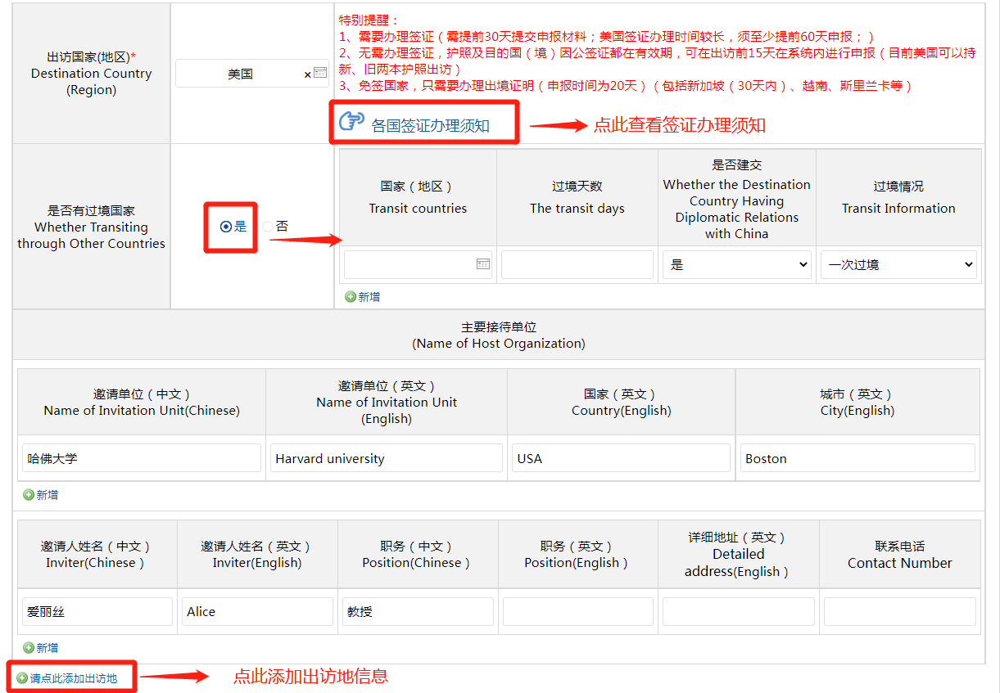 出访国家(地区)*
Destination Country
(Region)
美国
×
特别提醒：
1、需要办理签证（需提前30天提交申报材料；美国签证办理时间较长，须至少提前60天申报；）
2、无需办理签证，护照及目的国（境）因公签证都在有效期，可在出访前15天在系统内进行申报（目前美国可以持
新、旧两本护照出访）
3、免签国家，只需要办理出境证明（申报时间为20天）（包括新加坡（30天内）、越南、斯里兰卡等）
各国签证办理须知
点此查看签证办理须知
是否有过境国家
Whether Transiting
through Other Countries
是
否
国家（地区）
Transit countries
过境天数
The transit days
是否建交
Whether the Destination
Country Having
Diplomatic Relations
with China
过境情况
Transit Information
是
一次过境
新增
主要接待单位
(Name of Host Organization)
邀请单位（中文）
Name of Invitation Unit(Chinese)
邀请单位（英文）
Name of Invitation Unit
(English)
国家（英文）
Country(English)
城市（英文）
City(English)
哈佛大学
Harvard university
USA
Boston
新增
邀请人姓名（中文）
Inviter(Chinese）
邀请人姓名（英文）
Inviter(English)
职务（中文）
Position(Chinese）
职务（英文）
Position(English）
详细地址（英文）
Detailed
address(English）
联系电话
Contact Number
爱丽丝
Alice
教授
新增
请点此添加出访地
点此添加出访地信息